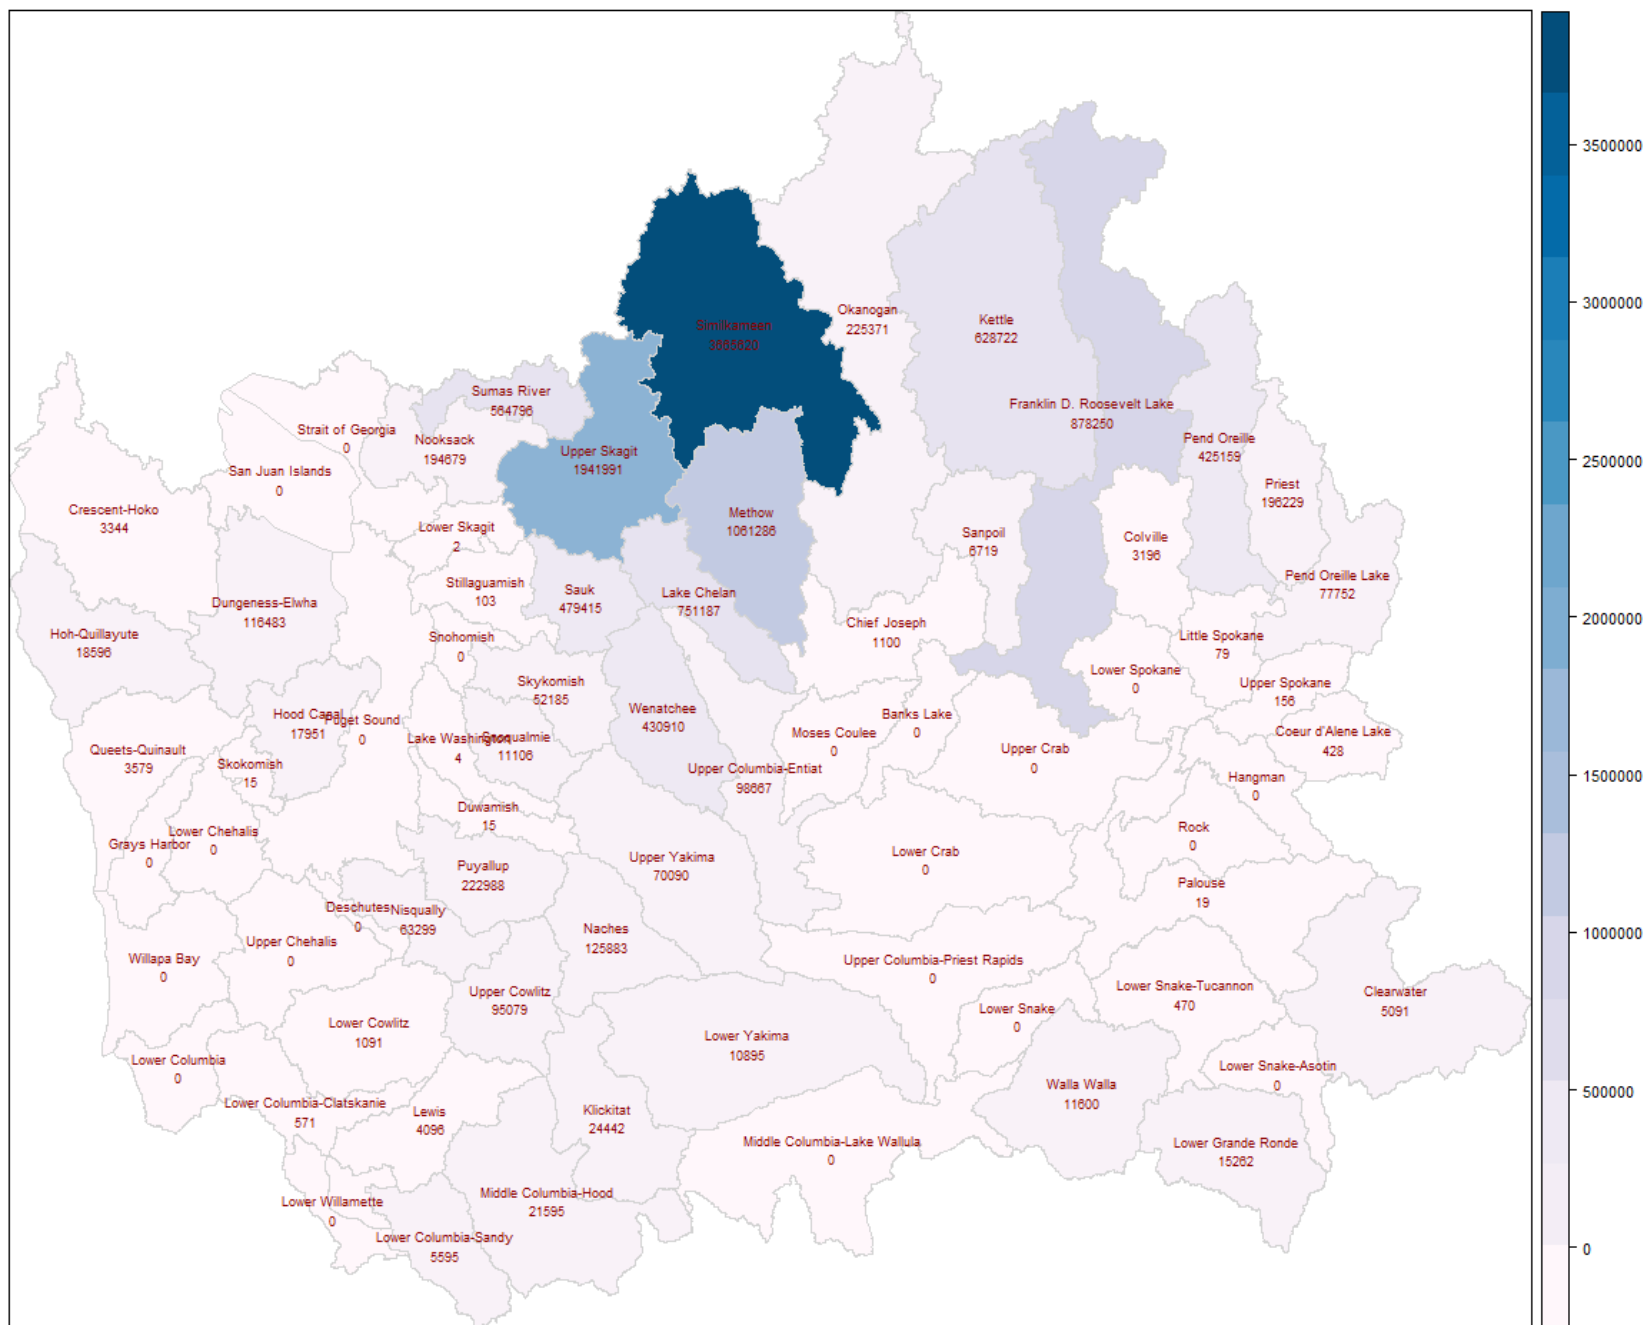 3500000
3000000
2500000
2000000
1500000
1000000
500000
0
Similkameen
3665620
Okanogan
225371
Kettle
628722
Sumas River
564796
Franklin D. Roosevelt Lake
878250
Strait of Georgia
0
Nooksack
194679
Upper Skagit
1941991
Pend Oreille
425159
San Juan Islands
0
Priest
196229
Crescent-Hoko
3344
Methow
1061286
Lower Skagit
2
Sanpoil
6719
Colville
3196
Stillaguamish
103
Sauk
479415
Lake Chelan
751187
Pend Oreille Lake
77752
Dungeness-Elwha
116483
Chief Joseph
1100
Hoh-Quillayute
18596
Snohomish
0
Little Spokane
79
Lower Spokane
0
Skykomish
52185
Upper Spokane
156
Wenatchee
430910
Hood Canal
17951
Puget Sound
0
Banks Lake
0
Moses Coulee
0
Coeur d'Alene Lake
428
Lake Washington
4
Snoqualmie
11106
Queets-Quinault
3579
Upper Crab
0
Skokomish
15
Upper Columbia-Entiat
98667
Hangman
0
Duwamish
15
Rock
0
Lower Chehalis
0
Grays Harbor
0
Lower Crab
0
Upper Yakima
70090
Puyallup
222988
Palouse
19
Deschutes
0
Nisqually
63299
Naches
125883
Upper Chehalis
0
Willapa Bay
0
Upper Columbia-Priest Rapids
0
Lower Snake-Tucannon
470
Upper Cowlitz
95079
Clearwater
5091
Lower Snake
0
Lower Cowlitz
1091
Lower Yakima
10895
Lower Columbia
0
Lower Snake-Asotin
0
Walla Walla
11600
Lower Columbia-Clatskanie
571
Lewis
4096
Klickitat
24442
Middle Columbia-Lake Wallula
0
Lower Grande Ronde
15262
Middle Columbia-Hood
21595
Lower Willamette
0
Lower Columbia-Sandy
5595